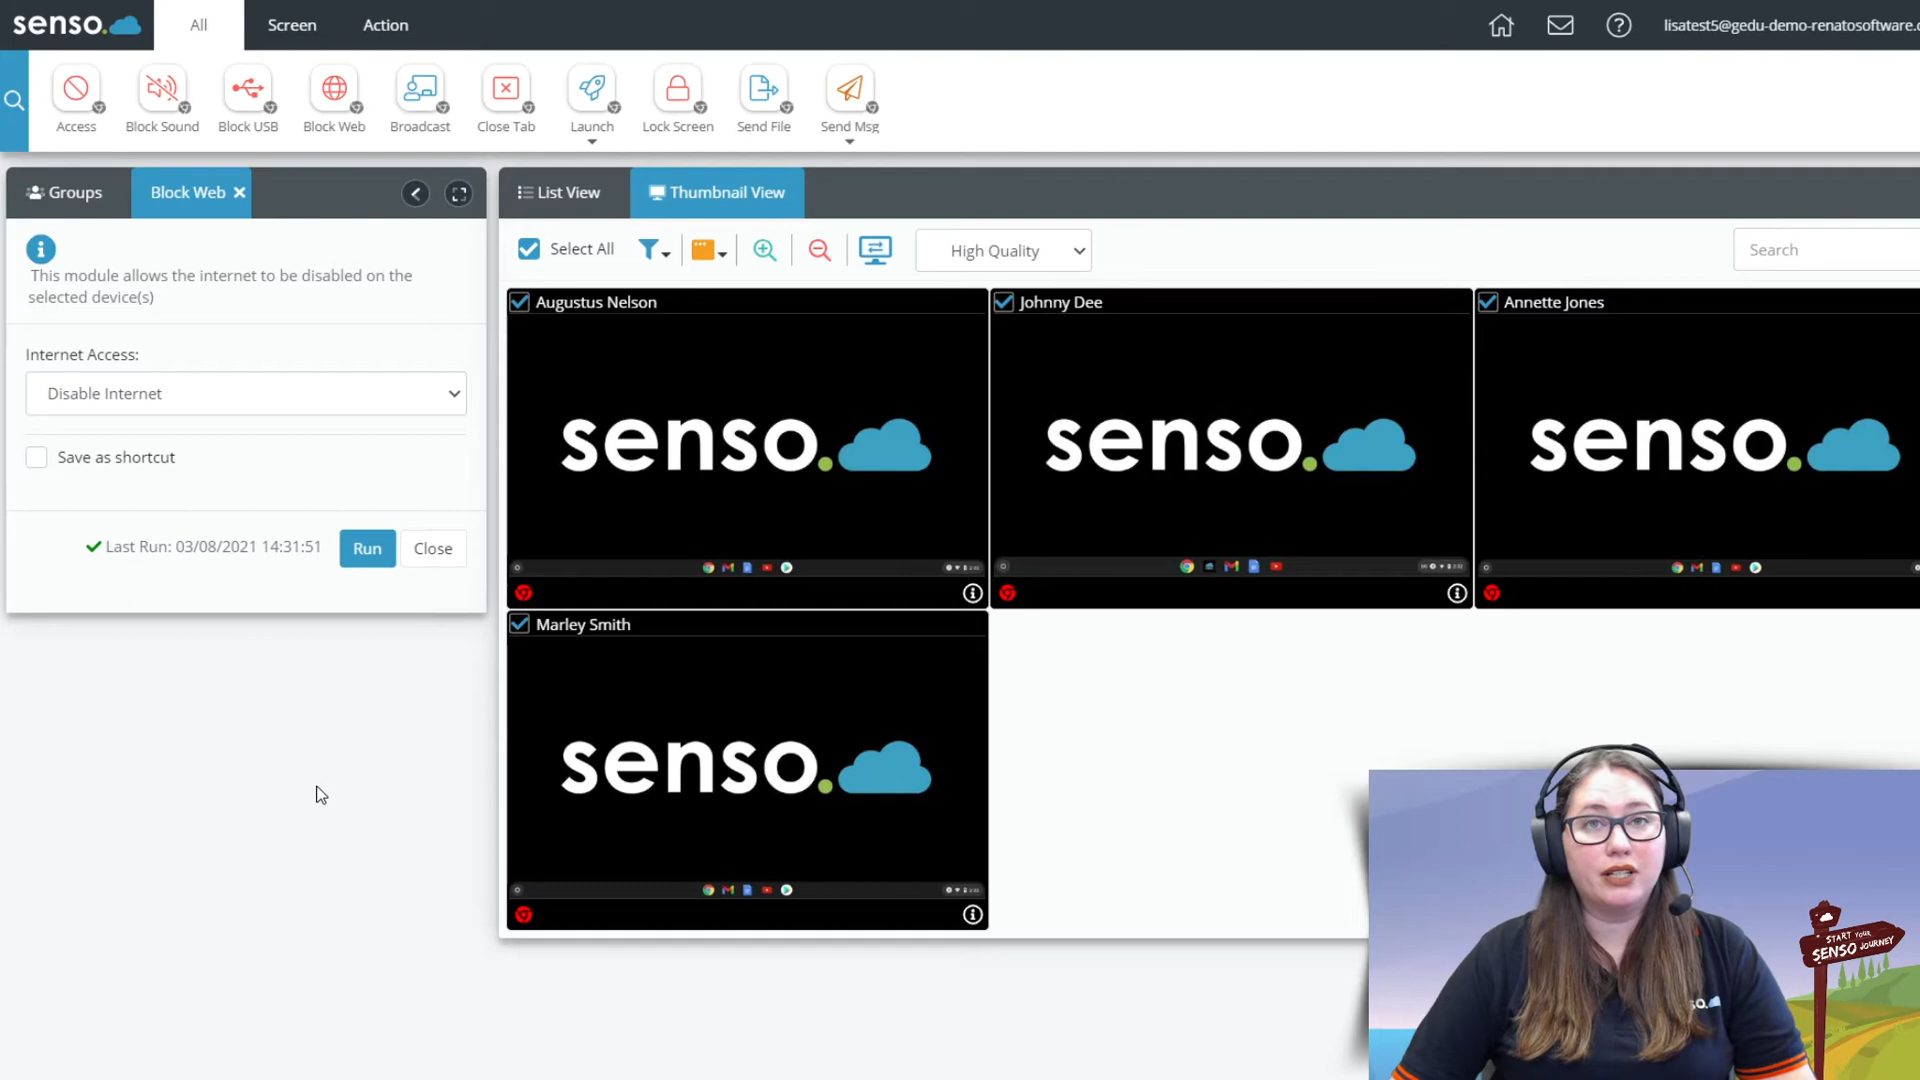 senso.
All
Screen
Action
lisatest5@gedu-demo-renatosoftware.c
Access
Block Sound
Block USB
Block Web
Broadcast
Close Tab
Launch
Lock Screen
Send File
Send Msg
Groups
Block Web
List View
Thumbnail View
This module allows the internet to be disabled on the
selected device(s)
Internet Access:
Disable Internet
Save as shortcut
Last Run: 03/08/2021 14:31:51
Run
Close
Select All
High Quality
Search
Augustus Nelson
senso.
Johnny Dee
senso.
Annette Jones
senso.
Marley Smith
senso.
START YOUR
SENSO JOURNEY
so.